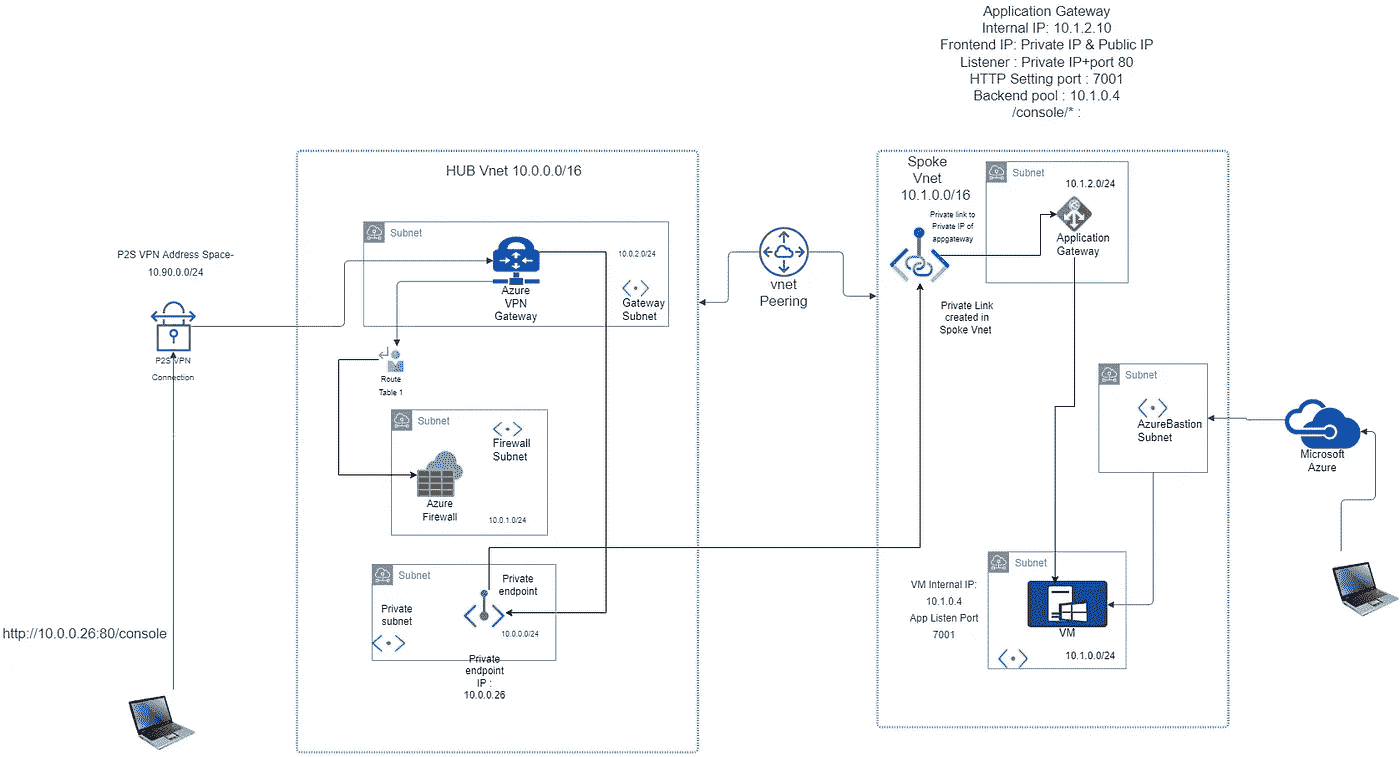 Application Gateway
Internal IP: 10.1.2.10
Frontend IP: Private IP & Public IP
Listener : Private IP+port 80
HTTP Setting port : 7001
Backend pool : 10.1.0.4
/console/* :
HUB Vnet 10.0.0.0/16
Subnet
10.0.2.0/24
Azure
VPN
Gateway
Gateway
Subnet
P2S VPN Address Space-
10.90.0.0/24
P2S VPN
Connection
Route
Table 1
Subnet
Firewall
Subnet
Azure
Firewall
10.0.1.0/24
Subnet
Private
endpoint
Private
subnet
10.0.0.0/24
Private
endpoint
IP :
10.0.0.26
http://10.0.0.26:80/console
vnet
Peering
Spoke
Vnet
10.1.0.0/16
Private link to
Private IP of
appgateway
Private Link
created in
Spoke Vnet
Subnet
10.1.2.0/24
Application
Gateway
Subnet
AzureBastion
Subnet
Microsoft
Azure
Subnet
VM Internal IP:
10.1.0.4
App Listen Port
7001
VM
10.1.0.0/24